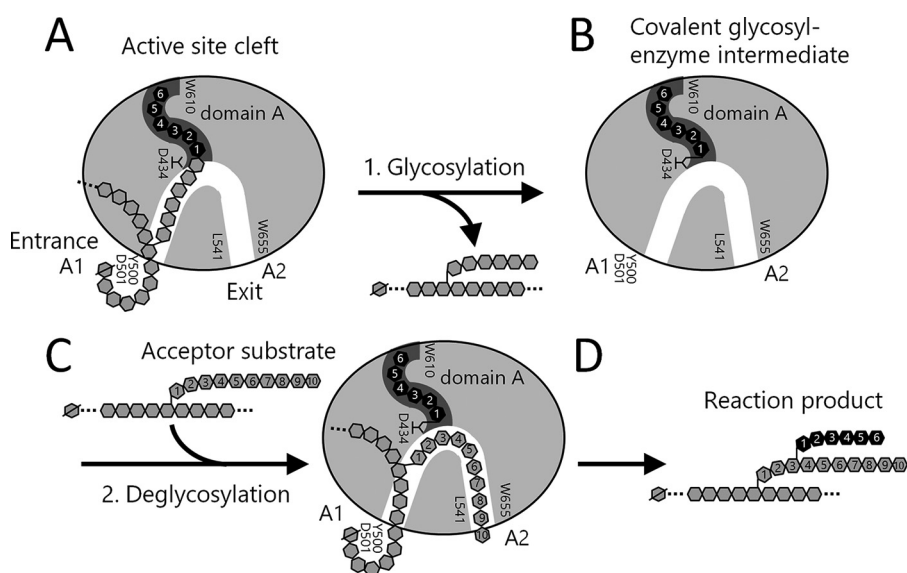 A
Active site cleft
6
5
4
3
2
1
W610
domain A
D434
Entrance
A1
Y500
D501
L541
W655
A2
Exit
1. Glycosylation
B
Covalent glycosyl-
enzyme intermediate
6
5
4
3
2
1
W610
domain A
D434
A1
Y500
D501
L541
W655
A2
C
Acceptor substrate
1 2 3 4 5 6 7 8 9 10
2. Deglycosylation
6
5
4
3
2
1
W610
domain A
D434
1 2 3 4 5 6 7 8 9 10
A1
Y500
D501
L541
W655
A2
D
Reaction product
1 2 3 4 5 6
1 2 3 4 5 6 7 8 9 10